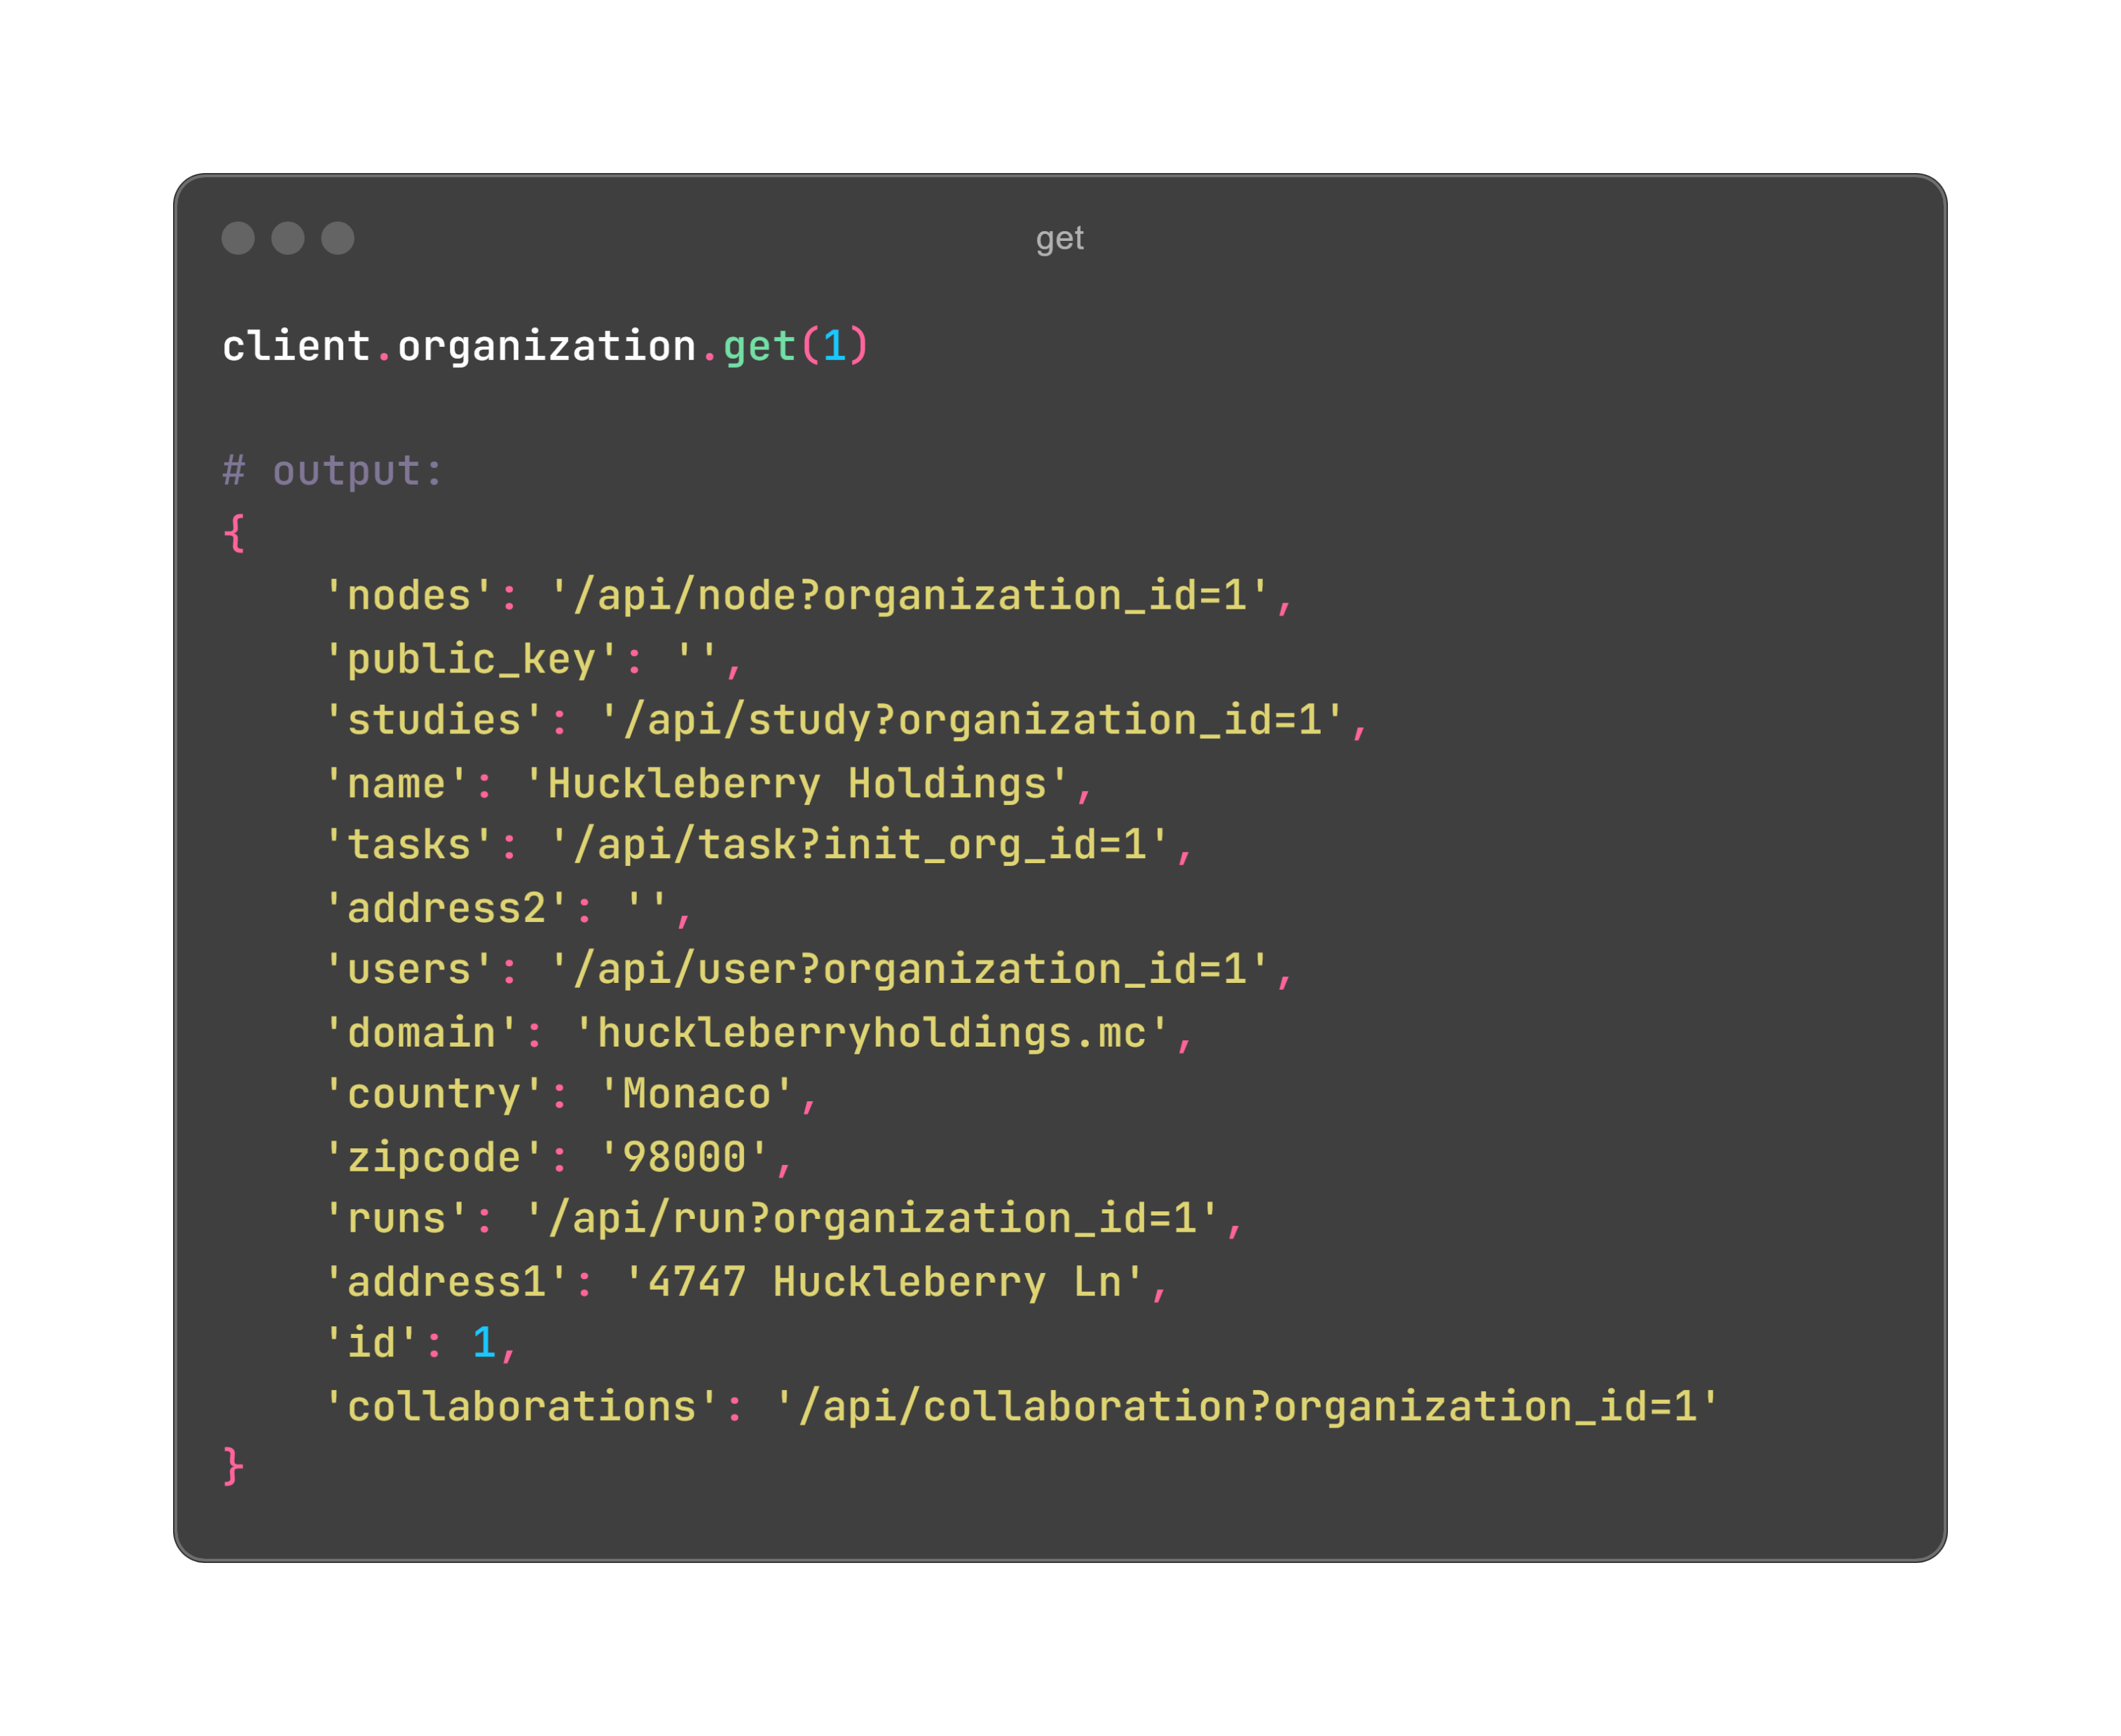 get
client.organization.get(1)
# output:
{
    'nodes': '/api/node?organization_id=1',
    'public_key': '',
    'studies': '/api/study?organization_id=1',
    'name': 'Huckleberry Holdings',
    'tasks': '/api/task?init_org_id=1',
    'address2': '',
    'users': '/api/user?organization_id=1',
    'domain': 'huckleberryholdings.mc',
    'country': 'Monaco',
    'zipcode': '98000',
    'runs': '/api/run?organization_id=1',
    'address1': '4747 Huckleberry Ln',
    'id': 1,
    'collaborations': '/api/collaboration?organization_id=1'
}